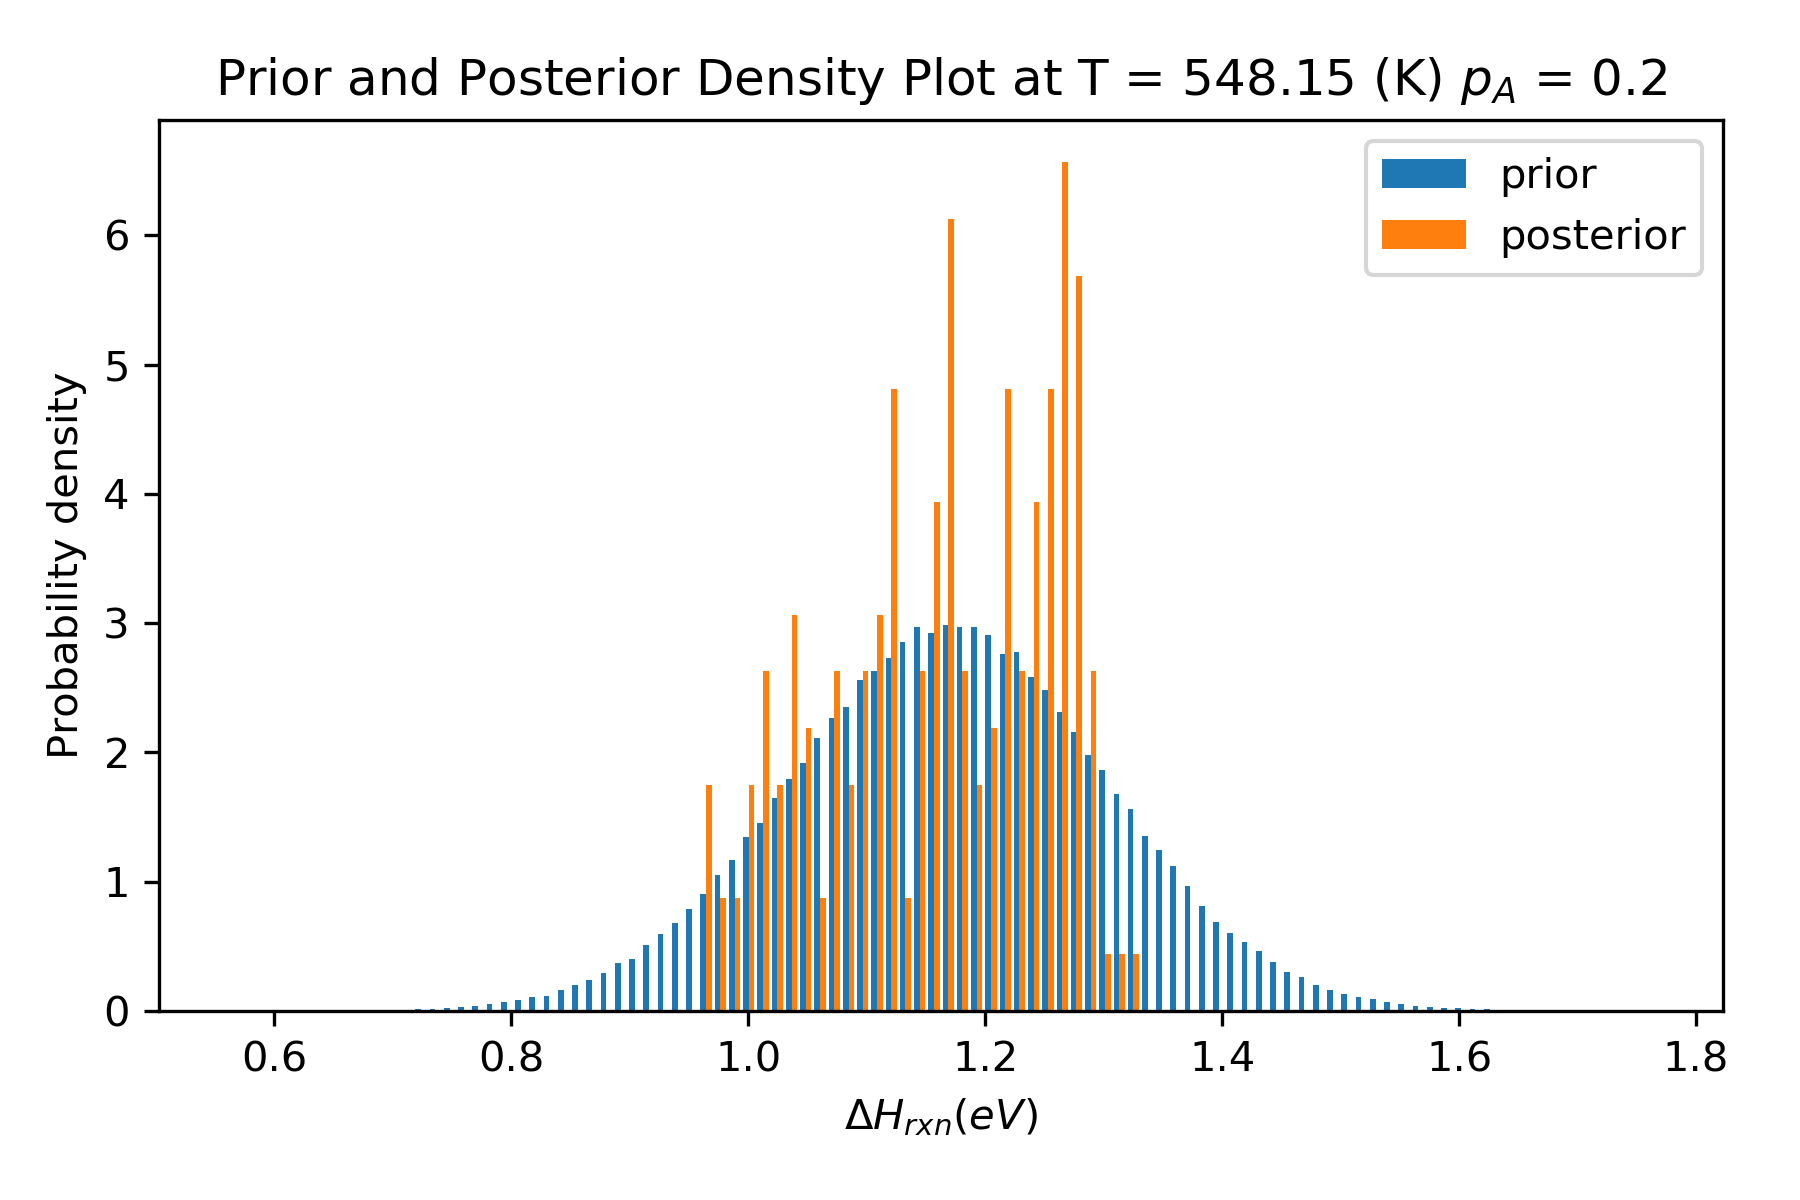 Prior and Posterior Density Plot at T = 548.15 (K) p_A = 0.2
prior
posterior
Probability density
6
5
4
3
2
1
0
0.6 0.8 1.0 1.2 1.4 1.6 1.8
ΔH_rxn(eV)